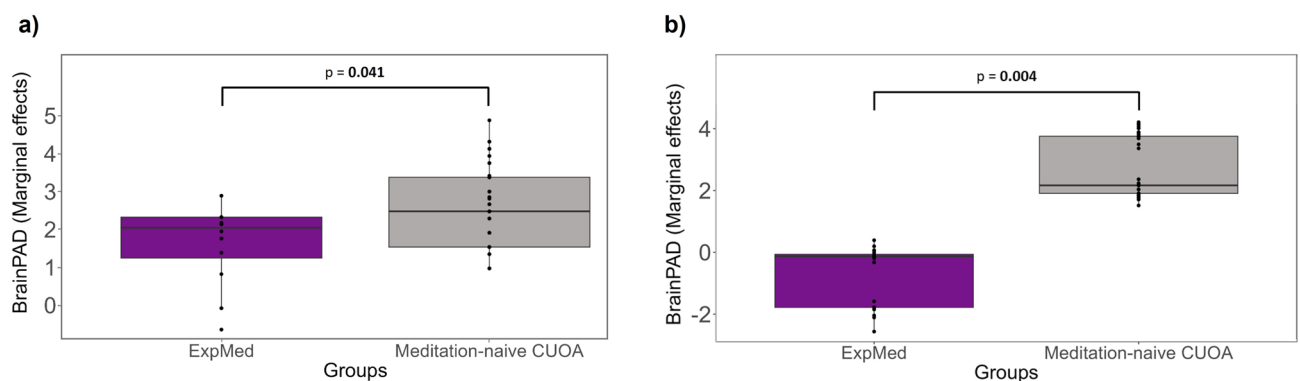 a)
p = 0.041
BrainPAD (Marginal effects)
5
4
3
2
1
0
ExpMed
Meditation-naive CUOA
Groups
b)
p = 0.004
BrainPAD (Marginal effects)
4
2
0
-2
ExpMed
Meditation-naive CUOA
Groups